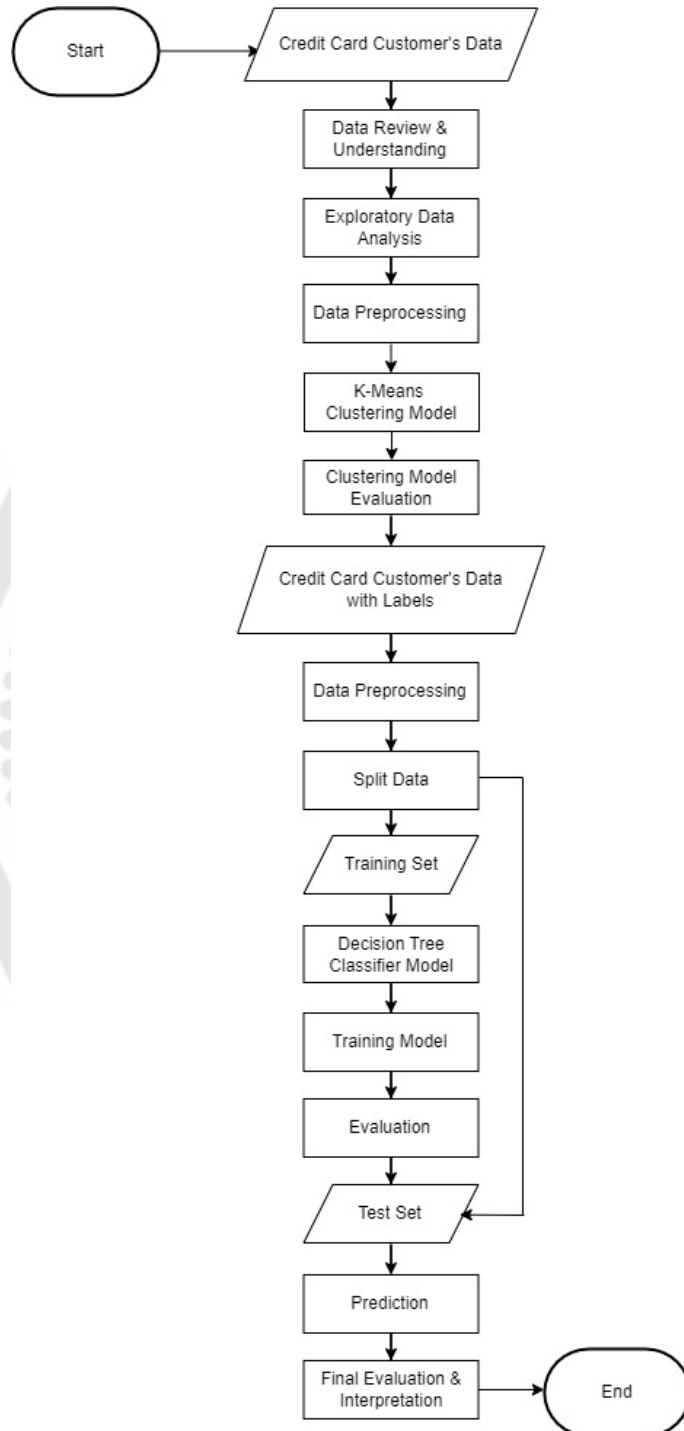 Start
Credit Card Customer's Data
Data Review &
Understanding
Exploratory Data
Analysis
Data Preprocessing
K-Means
Clustering Model
Clustering Model
Evaluation
Credit Card Customer's Data
with Labels
Data Preprocessing
Split Data
Training Set
Decision Tree
Classifier Model
Training Model
Evaluation
Test Set
Prediction
Final Evaluation &
Interpretation
End